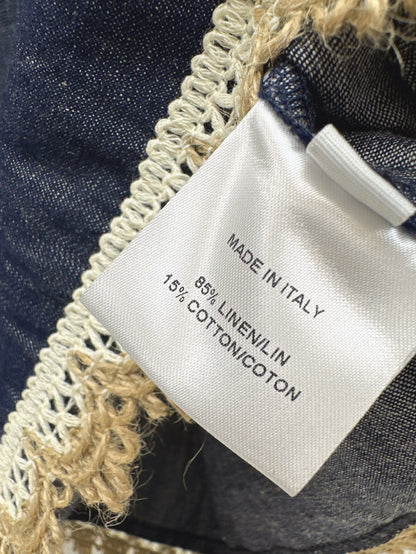 MADE IN ITALY
85% LINEN/LIN
15% COTTON/COTON